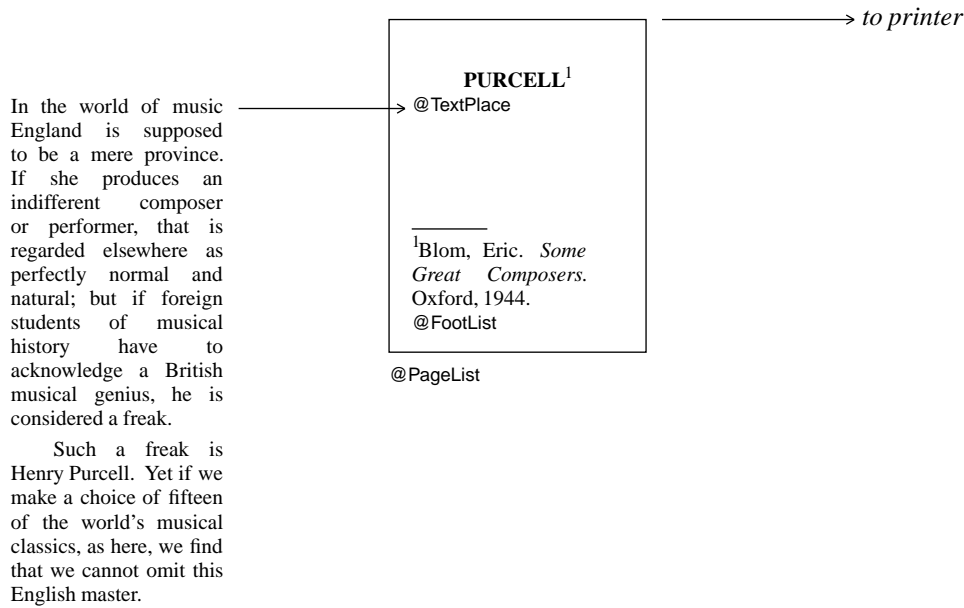 to printer
PURCELL1
@TextPlace
In the world of music
England is supposed
to be a mere province.
If she produces an
indifferent composer
or performer, that is
regarded elsewhere as
perfectly normal and
natural; but if foreign
students of musical
history have to
acknowledge a British
musical genius, he is
considered a freak.
Such a freak is
Henry Purcell. Yet if we
make a choice of fifteen
of the world's musical
classics, as here, we find
that we cannot omit this
English master.
1Blom, Eric. Some
Great Composers.
Oxford, 1944.
@FootList
@PageList